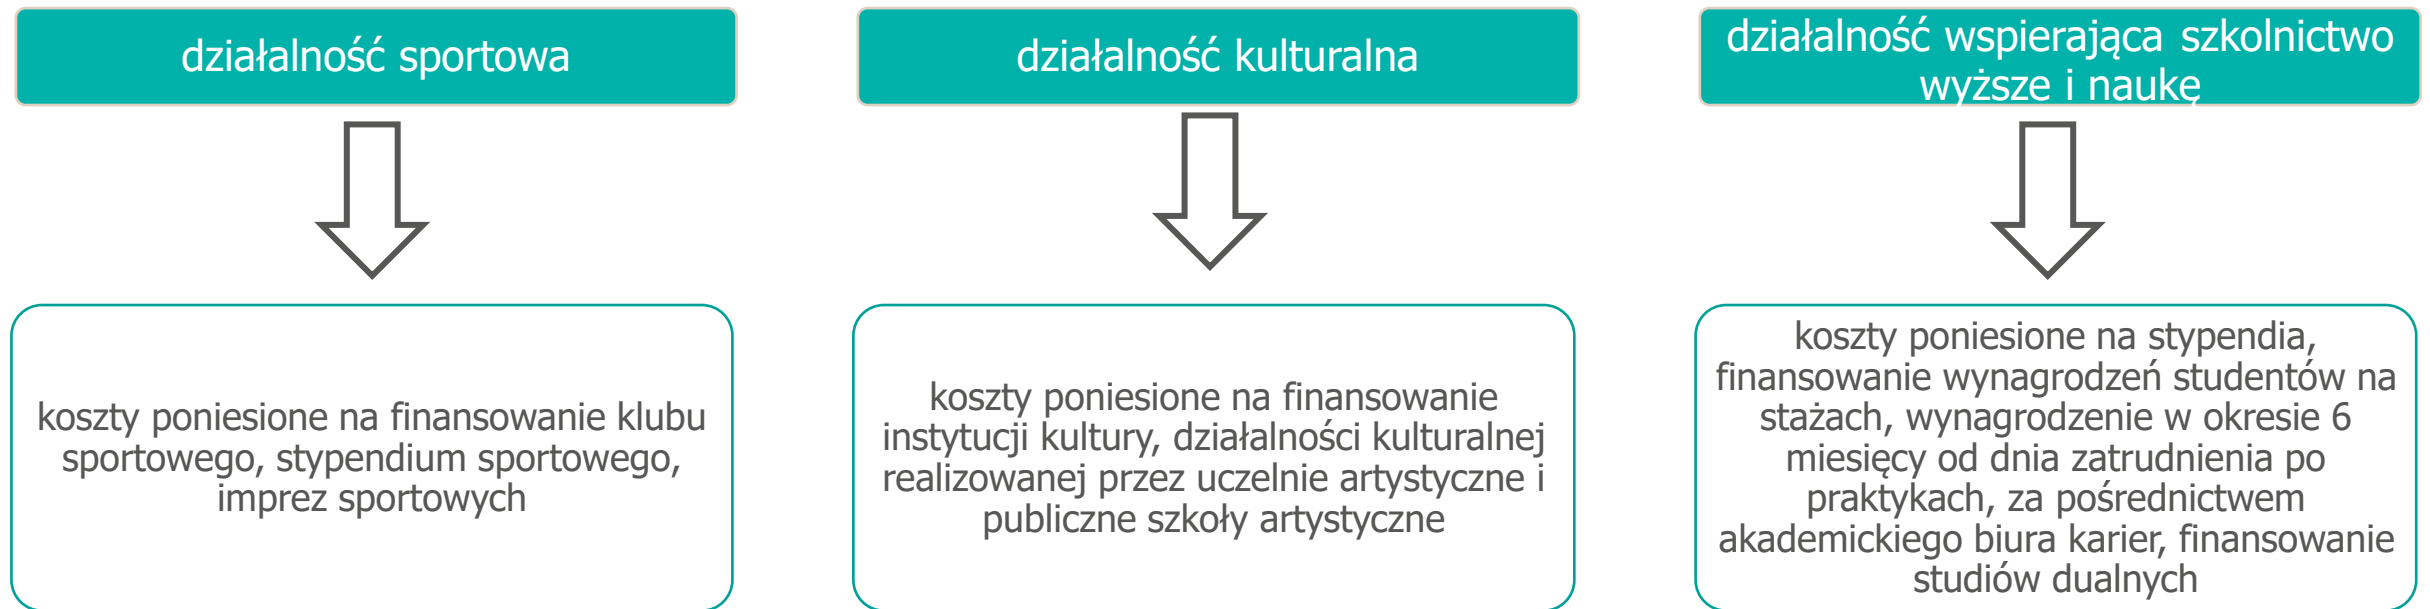 działalność sportowa
działalność kulturalna
działalność wspierająca szkolnictwo
wyższe i naukę
koszty poniesione na finansowanie klubu
sportowego, stypendium sportowego,
imprez sportowych
koszty poniesione na finansowanie
instytucji kultury, działalności kulturalnej
realizowanej przez uczelnie artystyczne i
publiczne szkoły artystyczne
koszty poniesione na stypendia,
finansowanie wynagrodzeń studentów na
stażach, wynagrodzenie w okresie 6
miesięcy od dnia zatrudnienia po
praktykach, za pośrednictwem
akademickiego biura karier, finansowanie
studiów dualnych